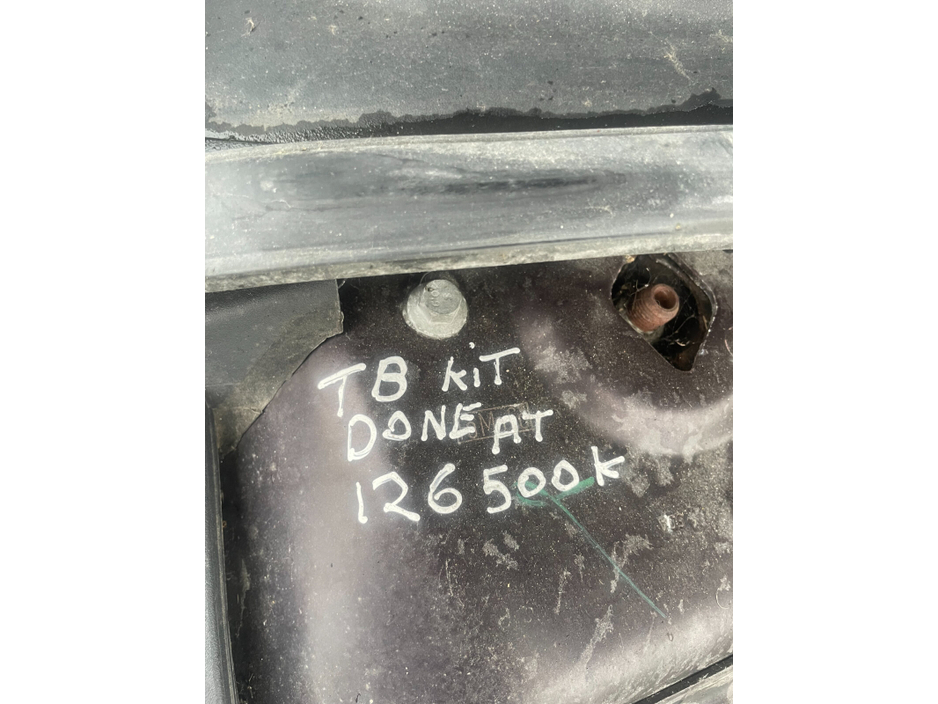 TB KiT
DONE AT
126500K